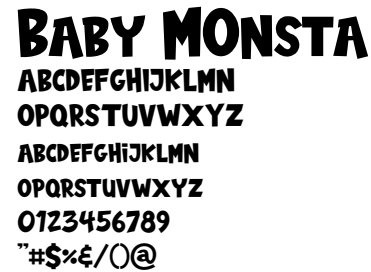 BABY MONSTA
ABCDEFGHIJKLMN
OPQRSTUVWXYZ
ABCDEFGHiJKLMN
OPQRSTUVWXYZ
0123456789
"#$%&/()@